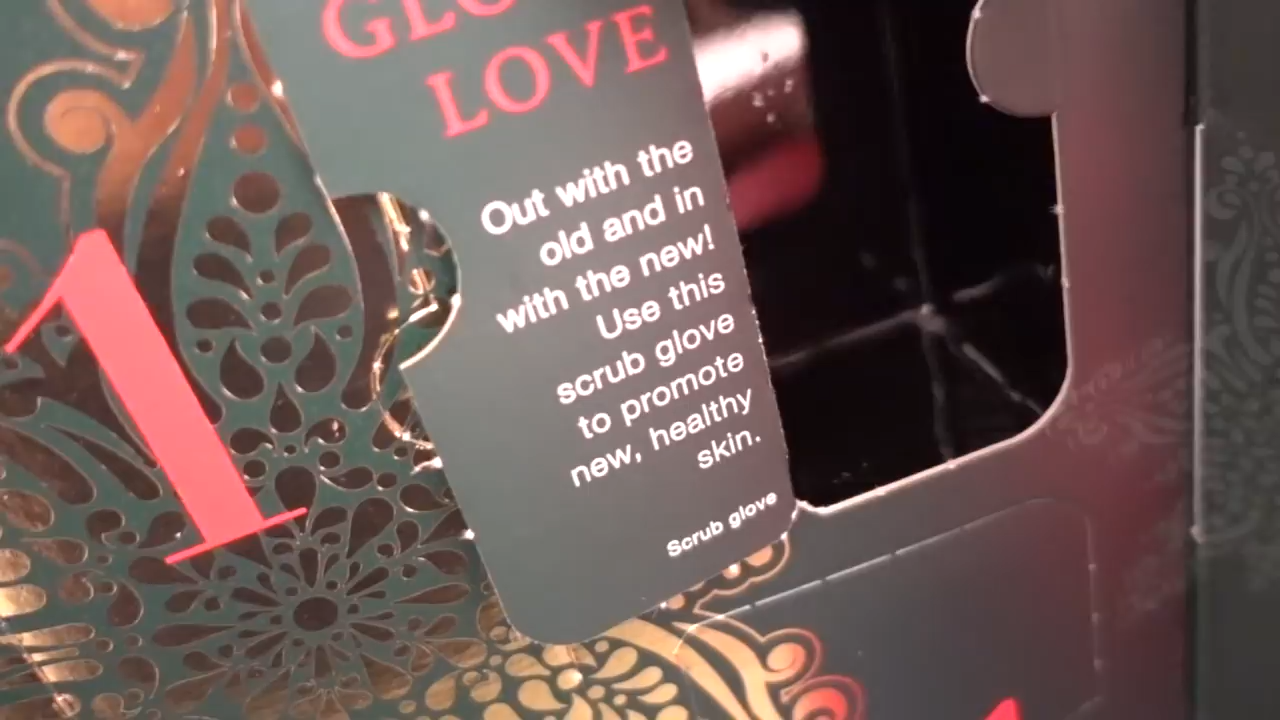 LOVE
Out with the
old and in
with the new!
Use this
scrub glove
to promote
new, healthy
skin.
Scrub glove
1